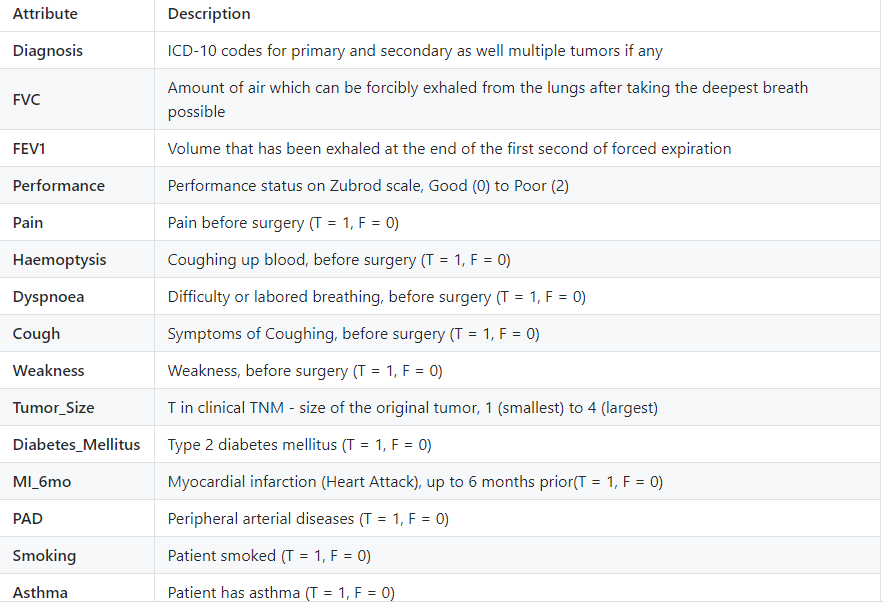 Attribute Description
Diagnosis ICD-10 codes for primary and secondary as well multiple tumors if any
FVC Amount of air which can be forcibly exhaled from the lungs after taking the deepest breath
possible
FEV1 Volume that has been exhaled at the end of the first second of forced expiration
Performance Performance status on Zubrod scale, Good (0) to Poor (2)
Pain Pain before surgery (T = 1, F = 0)
Haemoptysis Coughing up blood, before surgery (T = 1, F = 0)
Dyspnoea Difficulty or labored breathing, before surgery (T = 1, F = 0)
Cough Symptoms of Coughing, before surgery (T = 1, F = 0)
Weakness Weakness, before surgery (T = 1, F = 0)
Tumor_Size T in clinical TNM - size of the original tumor, 1 (smallest) to 4 (largest)
Diabetes_Mellitus Type 2 diabetes mellitus (T = 1, F = 0)
MI_6mo Myocardial infarction (Heart Attack), up to 6 months prior(T = 1, F = 0)
PAD Peripheral arterial diseases (T = 1, F = 0)
Smoking Patient smoked (T = 1, F = 0)
Asthma Patient has asthma (T = 1, F = 0)